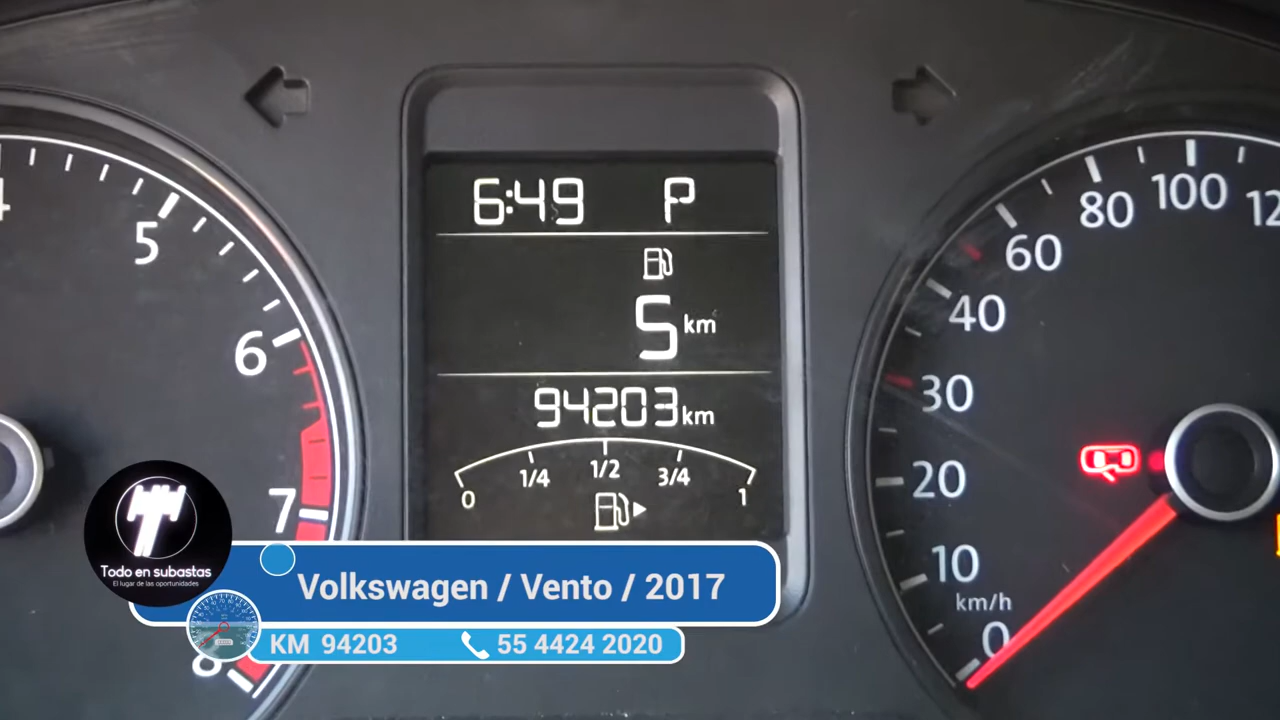 6:49 P
5 km
94203 km
0 1/4 1/2 3/4 1
5
6
7
8
0
10
20
30
40
60
80
100
km/h
Todo en subastas
El lugar de las oportunidades
Volkswagen / Vento / 2017
KM 94203
55 4424 2020